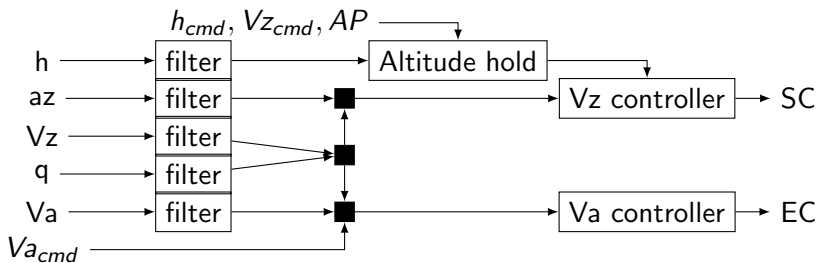 h_cmd, Vz_cmd, AP
h filter Altitude hold
az filter Vz controller SC
Vz filter
q filter
Va filter Va controller EC
Va_cmd